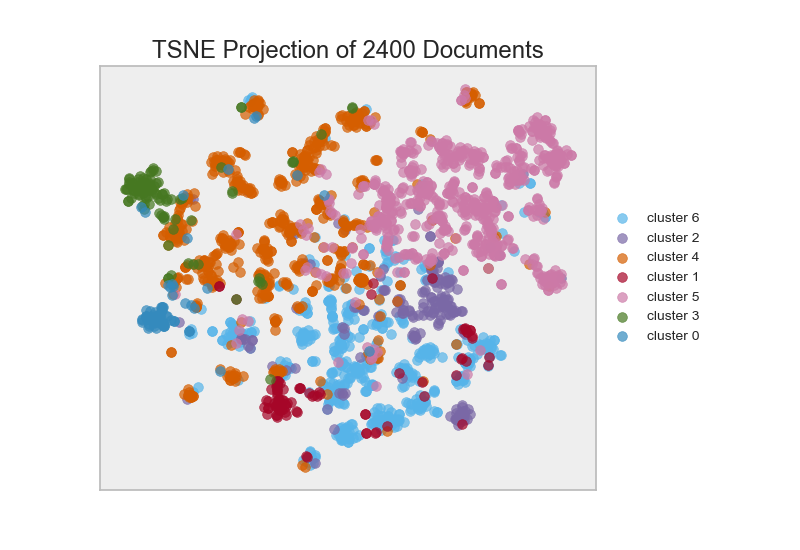 TSNE Projection of 2400 Documents
cluster 6
cluster 2
cluster 4
cluster 1
cluster 5
cluster 3
cluster 0